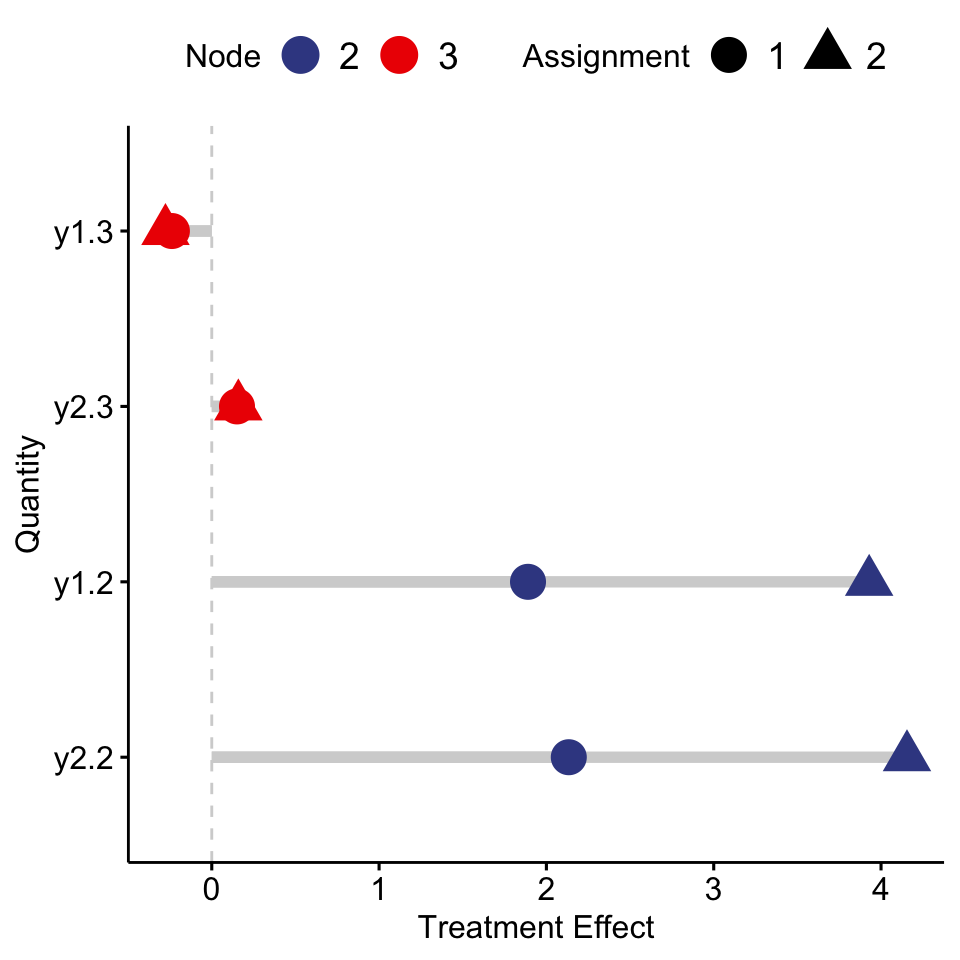 Node 2 3 Assignment 1 2
y1.3
y2.3
y1.2
y2.2
Quantity
0 1 2 3 4
Treatment Effect